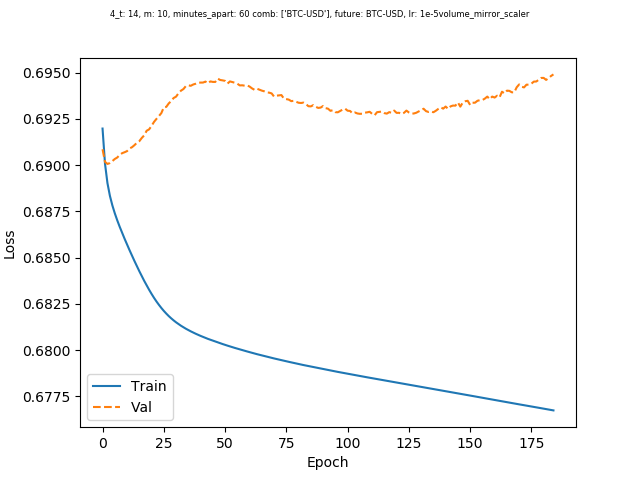 4_t: 14, m: 10, minutes_apart: 60 comb: ['BTC-USD'], future: BTC-USD, lr: 1e-5volume_mirror_scaler
0.6950
0.6925
0.6900
0.6875
0.6850
0.6825
0.6800
0.6775
Loss
Train
Val
0 25 50 75 100 125 150 175
Epoch